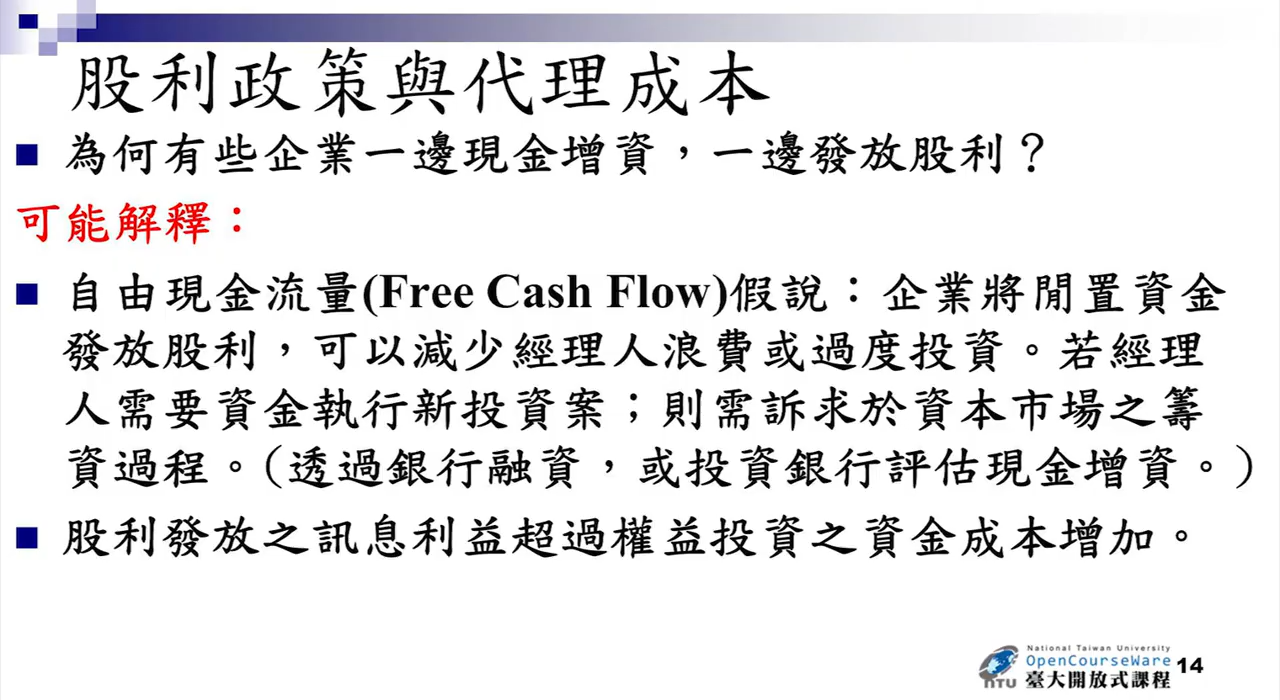 股利政策與代理成本
為何有些企業一邊現金增資，一邊發放股利？
可能解釋：
自由現金流量(Free Cash Flow)假說：企業將閒置資金
發放股利，可以減少經理人浪費或過度投資。若經理
人需要資金執行新投資案；則需訴求於資本市場之籌
資過程。(透過銀行融資，或投資銀行評估現金增資。)
股利發放之訊息利益超過權益投資之資金成本增加。
National Taiwan University
OpenCourseWare
NTU 臺大開放式課程
14